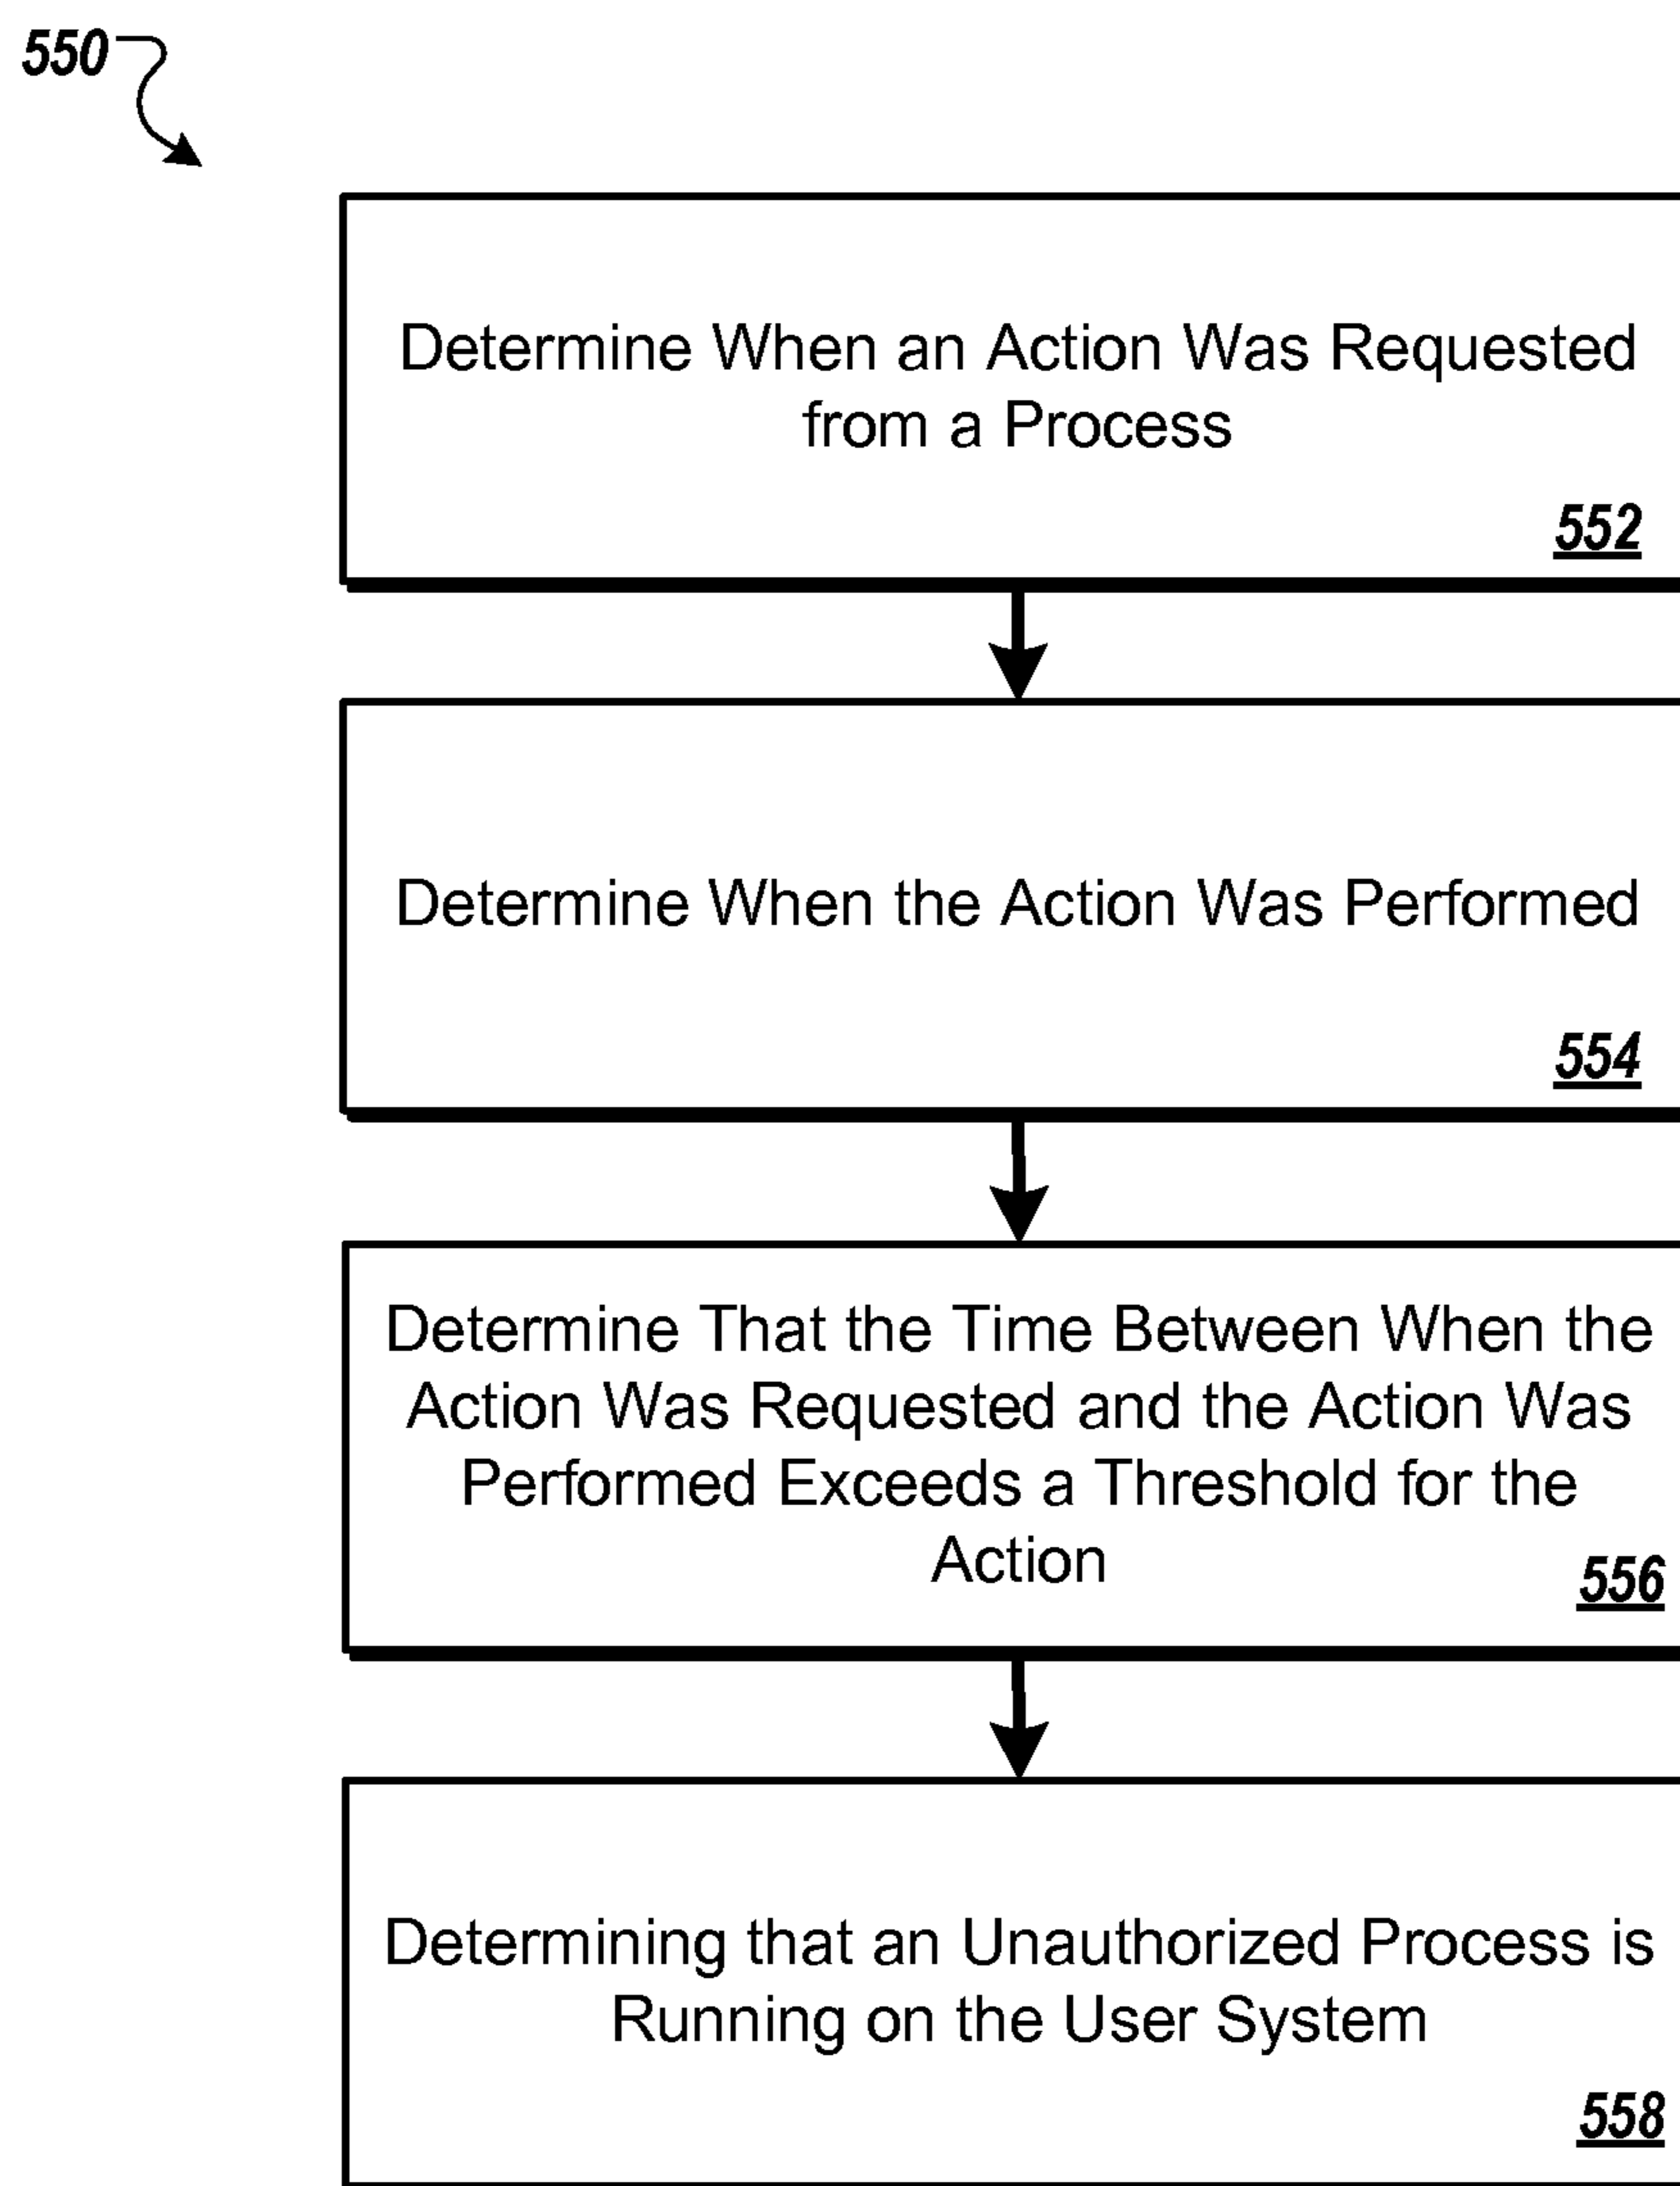 550
Determine When an Action Was Requested
from a Process
552
Determine When the Action Was Performed
554
Determine That the Time Between When the
Action Was Requested and the Action Was
Performed Exceeds a Threshold for the
Action
556
Determining that an Unauthorized Process is
Running on the User System
558